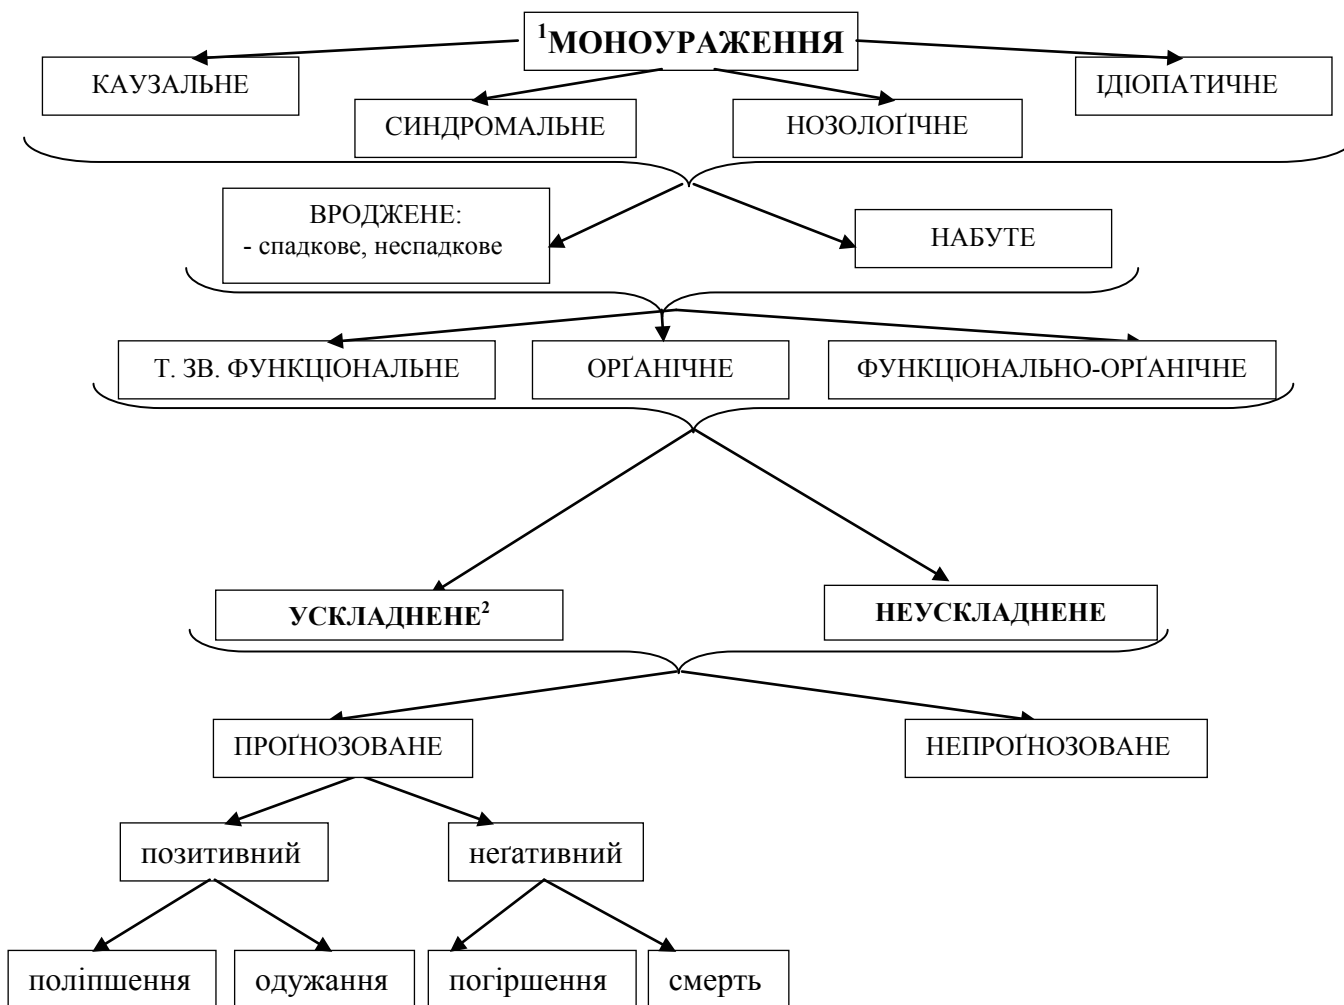 ¹МОНОУРАЖЕННЯ
КАУЗАЛЬНЕ
ІДІОПАТИЧНЕ
СИНДРОМАЛЬНЕ
НОЗОЛОҐІЧНЕ
ВРОДЖЕНЕ:
- спадкове, неспадкове
НАБУТЕ
Т. ЗВ. ФУНКЦІОНАЛЬНЕ
ОРҐАНІЧНЕ
ФУНКЦІОНАЛЬНО-ОРҐАНІЧНЕ
УСКЛАДНЕНЕ²
НЕУСКЛАДНЕНЕ
ПРОҐНОЗОВАНЕ
НЕПРОҐНОЗОВАНЕ
позитивний
неґативний
поліпшення
одужання
погіршення
смерть